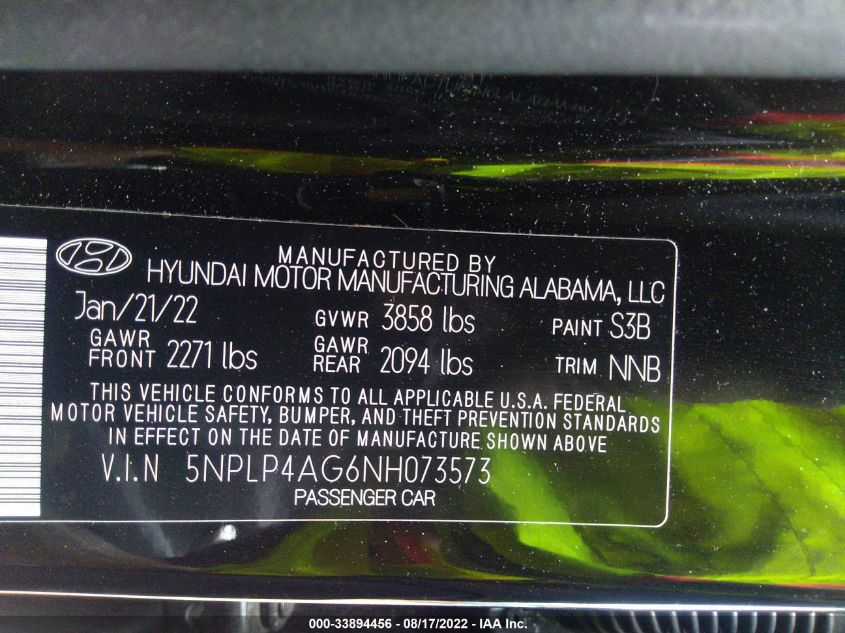 MANUFACTURED BY
HYUNDAI MOTOR MANUFACTURING ALABAMA, LLC
Jan/21/22 GVWR 3858 lbs PAINT S3B
GAWR FRONT 2271 lbs GAWR REAR 2094 lbs TRIM NNB
THIS VEHICLE CONFORMS TO ALL APPLICABLE U.S.A. FEDERAL
MOTOR VEHICLE SAFETY, BUMPER, AND THEFT PREVENTION STANDARDS
IN EFFECT ON THE DATE OF MANUFACTURE SHOWN ABOVE
V.I.N 5NPLP4AG6NH073573
PASSENGER CAR
000-33894456 - 08/17/2022 - IAA Inc.